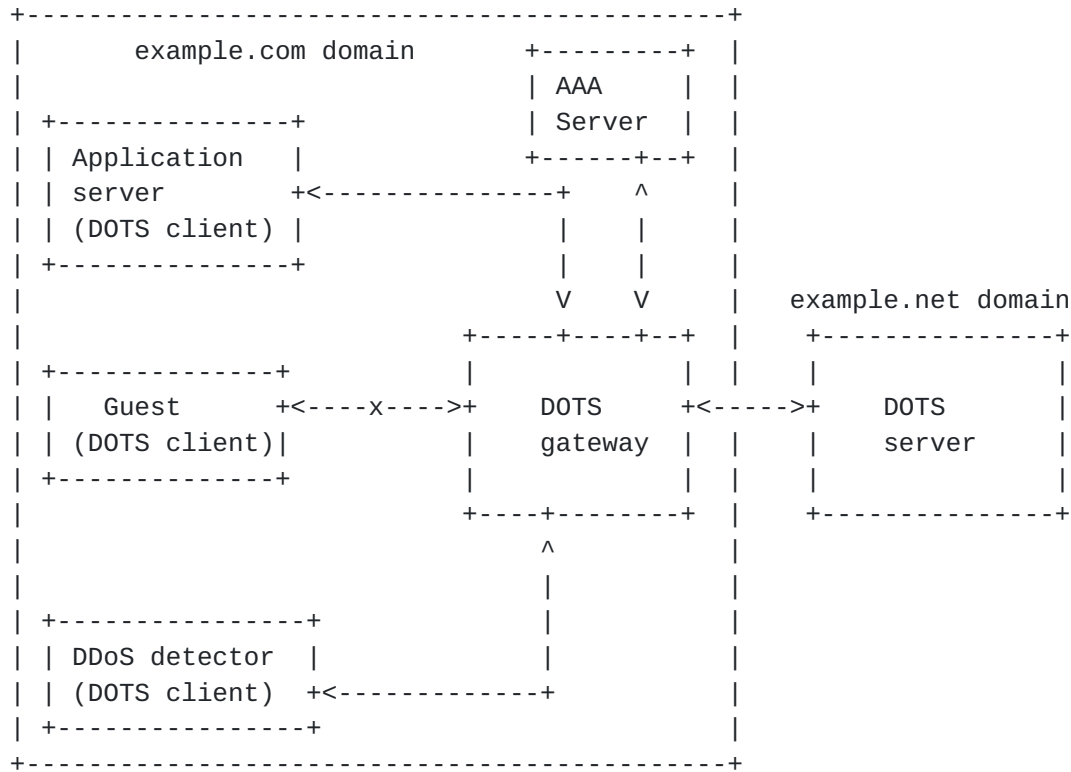 +---------------------------------------------+
|       example.com domain       +---------+  |
|                                | AAA     |  |
| +---------------+              | Server  |  |
| | Application   |              +------+--+  |
| | server        +<---------------+    ^     |
| | (DOTS client) |                |    |     |
| +---------------+                |    |     |
|                                  V    V     |   example.net domain
|                            +-----+----+--+  |    +---------------+
| +--------------+           |             |  |    |               |
| |   Guest      +<----x---->+    DOTS     +<----->+    DOTS       |
| | (DOTS client)|           |    gateway  |  |    |    server     |
| +--------------+           |             |  |    |               |
|                            +----+--------+  |    +---------------+
|                                 ^           |
|                                 |           |
| +----------------+              |           |
| | DDoS detector  |              |           |
| | (DOTS client)  +<-------------+           |
| +----------------+                          |
+---------------------------------------------+